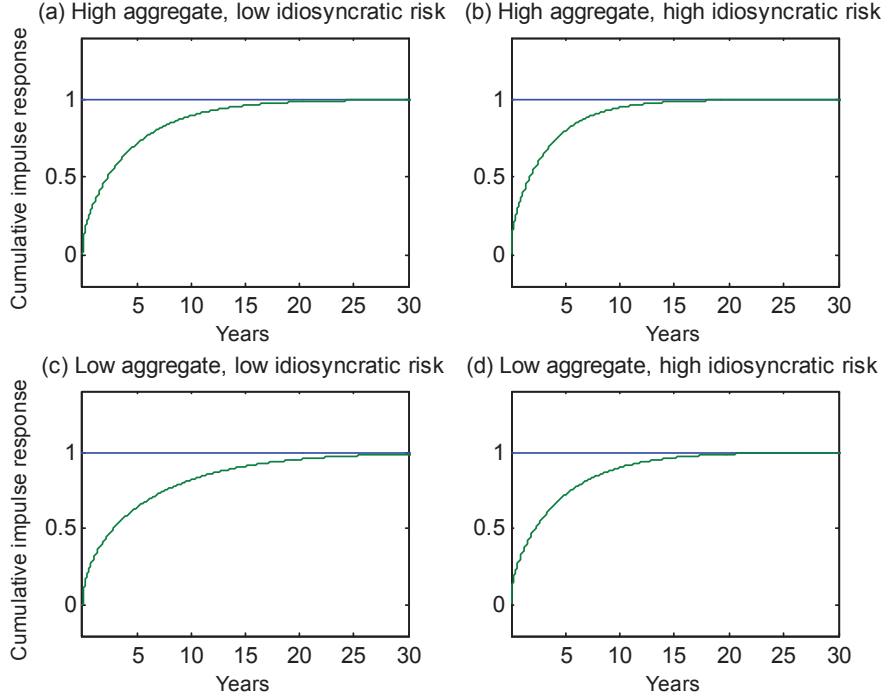 (a) High aggregate, low idiosyncratic risk
(b) High aggregate, high idiosyncratic risk
Cumulative impulse response
1
0.5
0
5 10 15 20 25 30
Years
1
0.5
0
5 10 15 20 25 30
Years
(c) Low aggregate, low idiosyncratic risk
(d) Low aggregate, high idiosyncratic risk
Cumulative impulse response
1
0.5
0
5 10 15 20 25 30
Years
1
0.5
0
5 10 15 20 25 30
Years